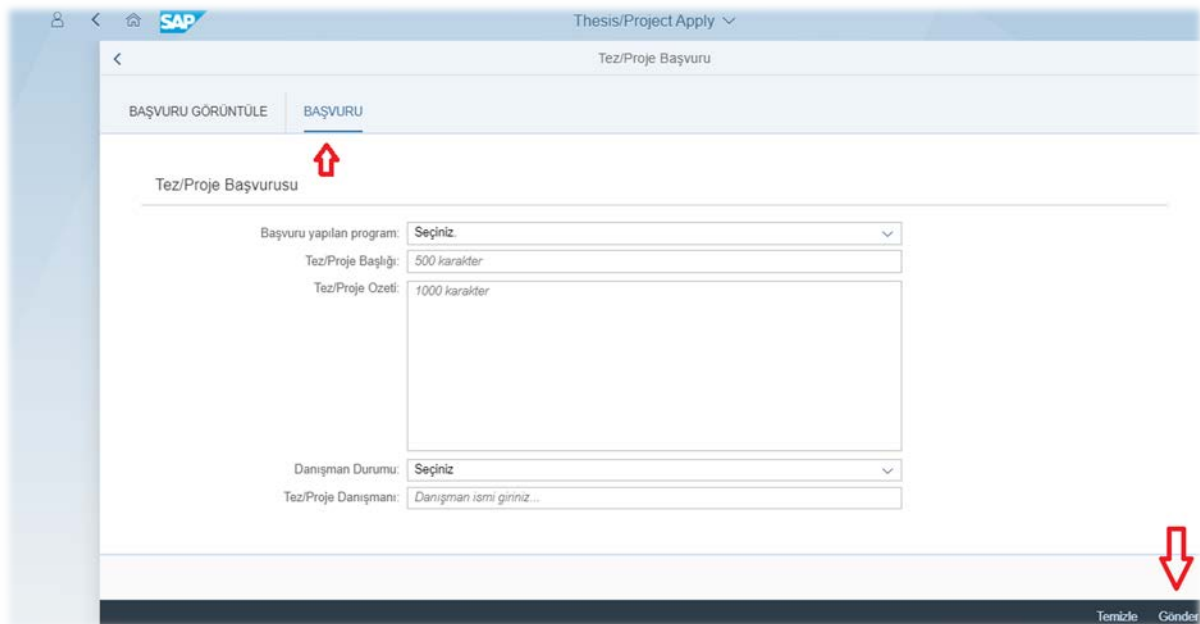 SAP Thesis/Project Apply
Tez/Proje Başvuru
BAŞVURU GÖRÜNTÜLE BAŞVURU
Tez/Proje Başvurusu
Başvuru yapılan program: Seçiniz.
Tez/Proje Başlığı: 500 karakter
Tez/Proje Ozeti: 1000 karakter
Danışman Durumu: Seçiniz
Tez/Proje Danışmanı: Danışman ismi giriniz...
Temizle Gönder